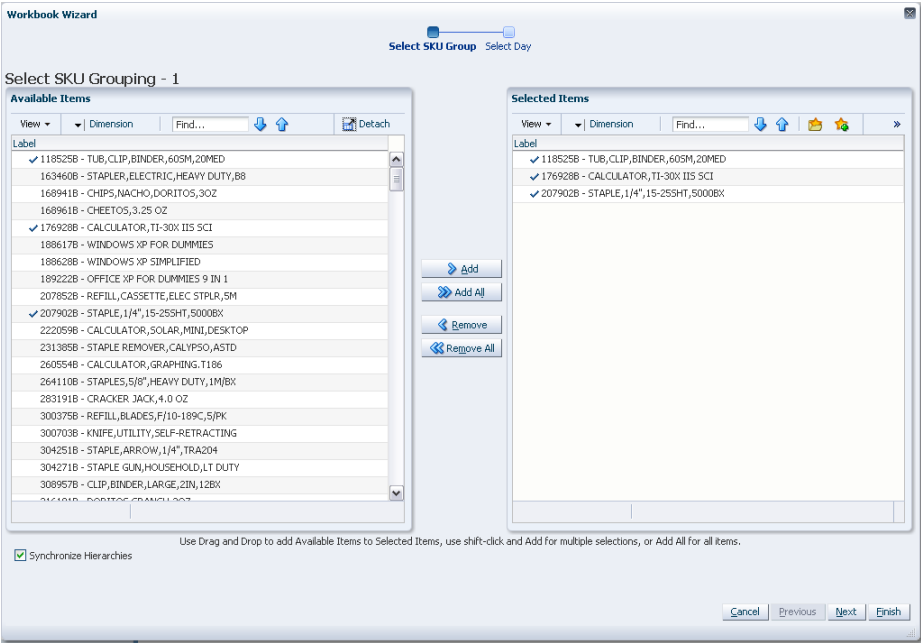 Workbook Wizard
Select SKU Group Select Day
Select SKU Grouping - 1
Available Items
View Dimension Find... Detach
Label
118525B - TUB,CLIP,BINDER,60SM,20MED
163460B - STAPLER,ELECTRIC,HEAVY DUTY,B8
168941B - CHIPS,NACHO,DORITOS,3OZ
168961B - CHEETOS,3.25 OZ
176928B - CALCULATOR,TI-30X IIS SCI
188617B - WINDOWS XP FOR DUMMIES
188628B - WINDOWS XP SIMPLIFIED
189222B - OFFICE XP FOR DUMMIES 9 IN 1
207852B - REFILL,CASSETTE,ELEC STPLR,5M
207902B - STAPLE,1/4",15-25SHT,5000BX
222059B - CALCULATOR,SOLAR,MINI,DESKTOP
231385B - STAPLE REMOVER,CALYPSO,ASTD
260554B - CALCULATOR,GRAPHING.T186
264110B - STAPLES,5/8",HEAVY DUTY,1M/BX
283191B - CRACKER JACK,4.0 OZ
300375B - REFILL,BLADES,F/10-189C,5/PK
300703B - KNIFE,UTILITY,SELF-RETRACTING
304251B - STAPLE,ARROW,1/4",TRA204
304271B - STAPLE GUN,HOUSEHOLD,LT DUTY
308957B - CLIP,BINDER,LARGE,2IN,12BX
Add
Add All
Remove
Remove All
Selected Items
View Dimension Find... »
Label
118525B - TUB,CLIP,BINDER,60SM,20MED
176928B - CALCULATOR,TI-30X IIS SCI
207902B - STAPLE,1/4",15-25SHT,5000BX
Use Drag and Drop to add Available Items to Selected Items, use shift-click and Add for multiple selections, or Add All for all items.
Synchronize Hierarchies
Cancel Previous Next Finish